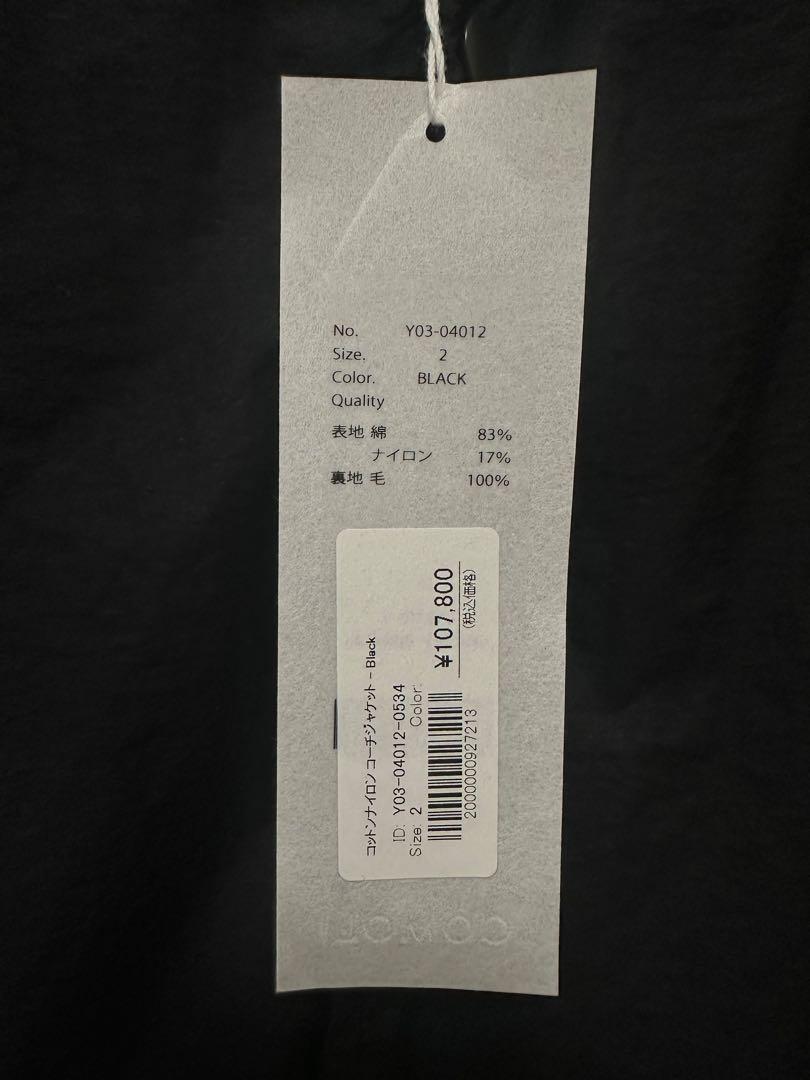 No. Y03-04012
Size. 2
Color. BLACK
Quality
表地 綿 83%
ナイロン 17%
裏地 毛 100%
コットンナイロン コーチジャケット - Black
ID: Y03-04012-0534
Size: 2 Color:
¥107,800
(税込価格)
2000000927213
COMOLI